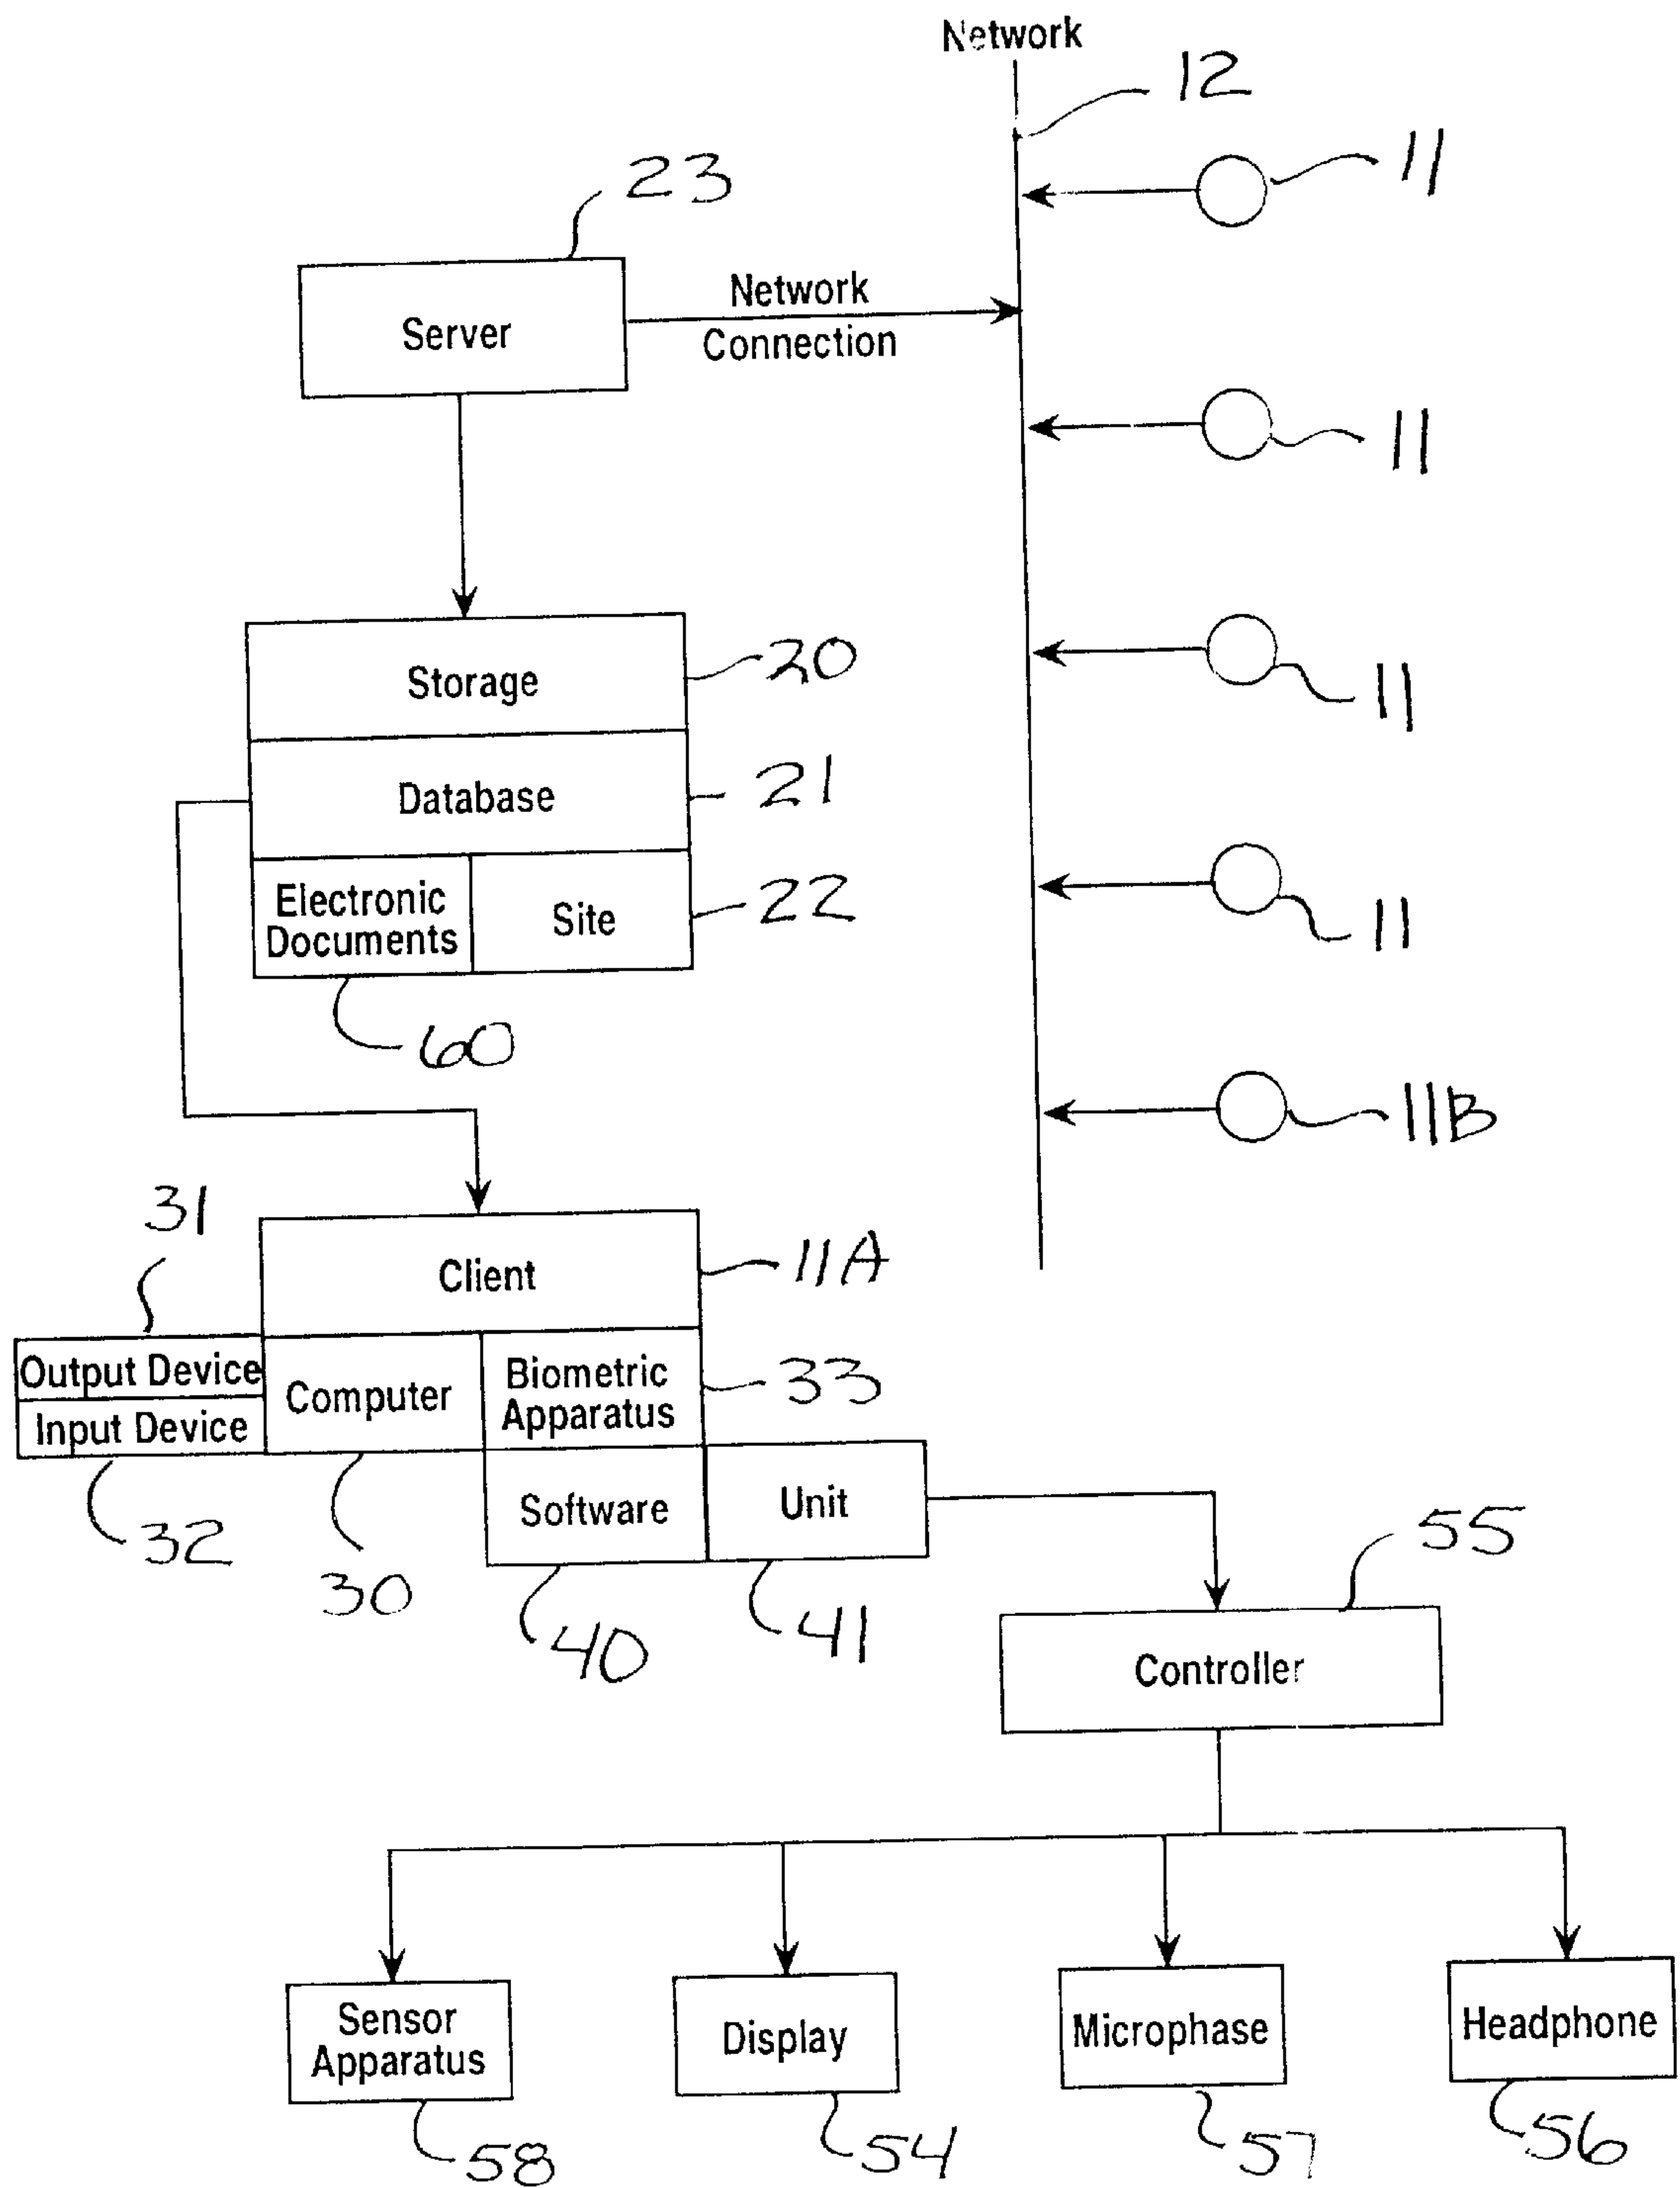 Network
12
11
23
Server
Network
Connection
11
Storage
20
11
Database
21
Electronic
Documents
Site
22
11
60
11B
31
Client
11A
Output Device
Input Device
Computer
Biometric
Apparatus
33
Software
Unit
32
30
40
41
55
Controller
Sensor
Apparatus
Display
Microphase
Headphone
58
54
57
56